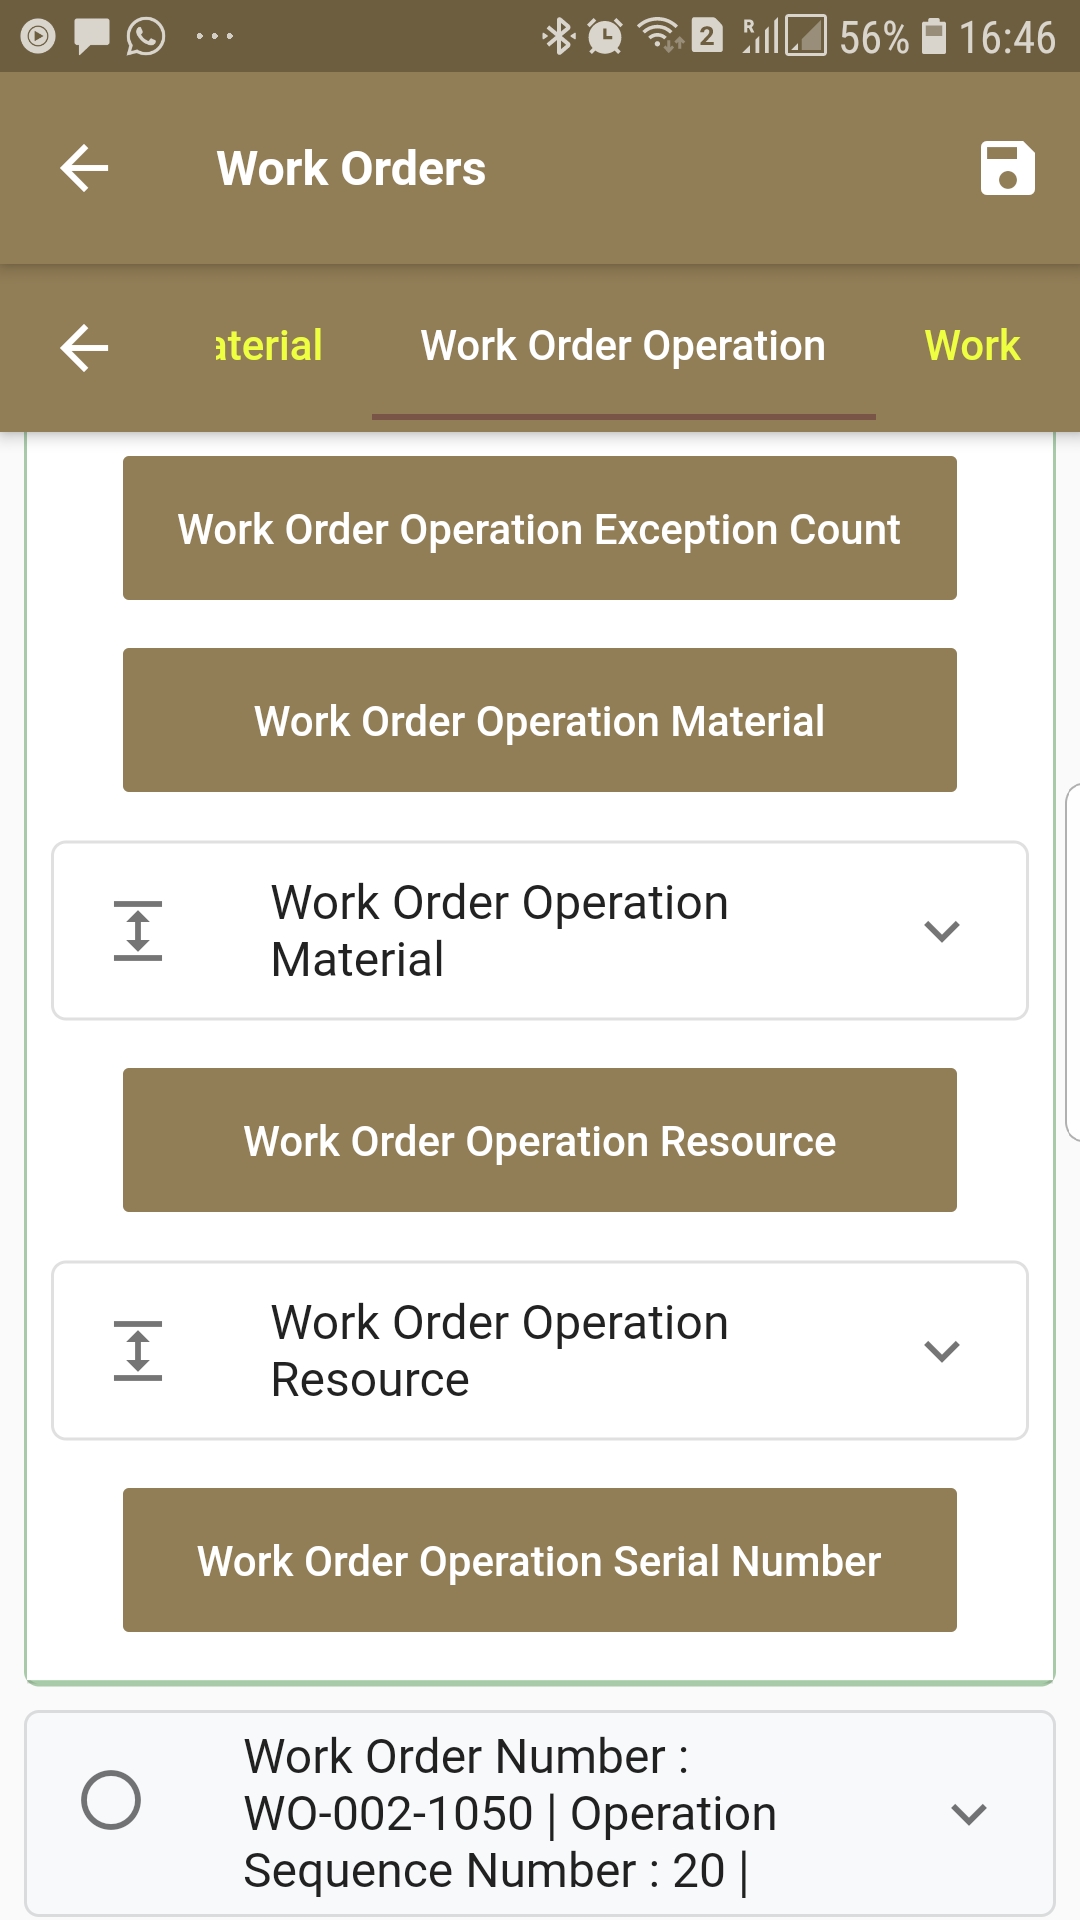 2 R 56% 16:46
Work Orders
aterial Work Order Operation Work
Work Order Operation Exception Count
Work Order Operation Material
Work Order Operation
Material
Work Order Operation Resource
Work Order Operation
Resource
Work Order Operation Serial Number
Work Order Number :
WO-002-1050 | Operation
Sequence Number : 20 |